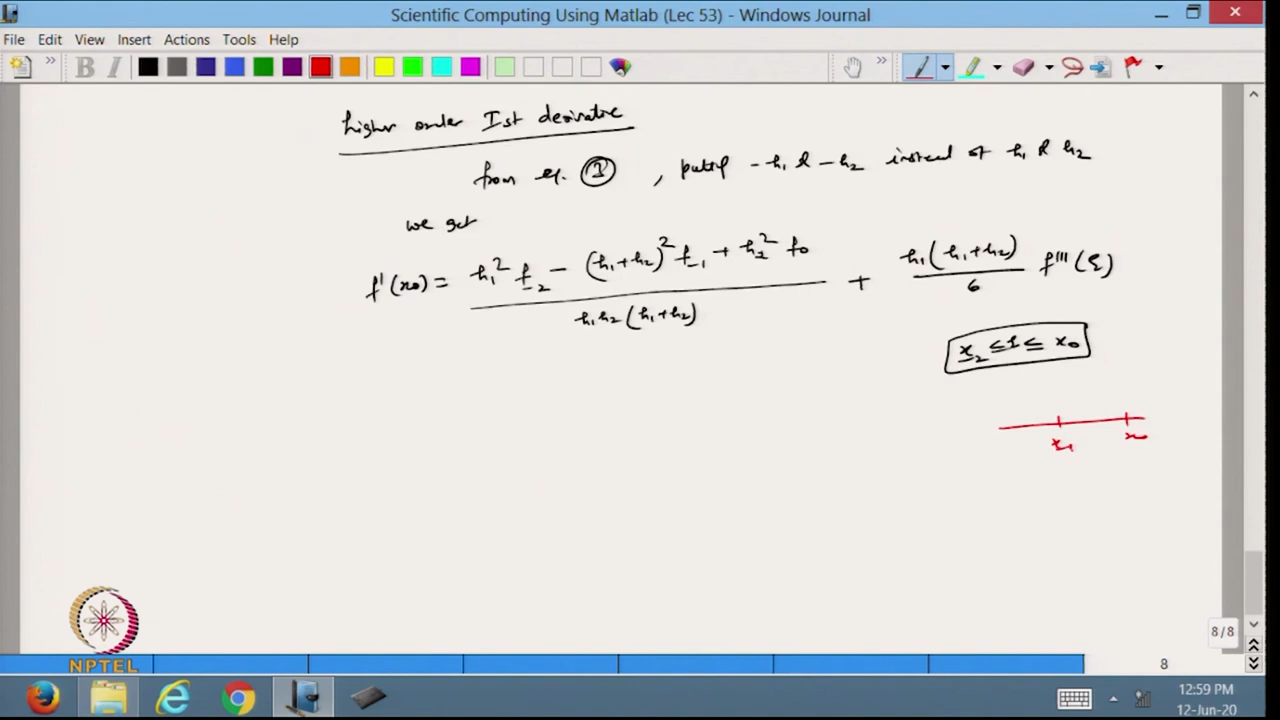 Scientific Computing Using Matlab (Lec 53) - Windows Journal
File Edit View Insert Actions Tools Help
higher order Ist derivative
from eq. (I), putting -h₁ & -h₂ instead of h₁ & h₂
we get
f'(x₀) = (h₁² f₋₂ - (h₁+h₂)² f₋₁ + h₂² f₀) / (h₁h₂(h₁+h₂)) + (h₁(h₁+h₂))/6 f'''(ξ)
x₋₂ ≤ ξ ≤ x₀
x₋₁ x₀
8/8
NPTEL
8
12:59 PM
12-Jun-20